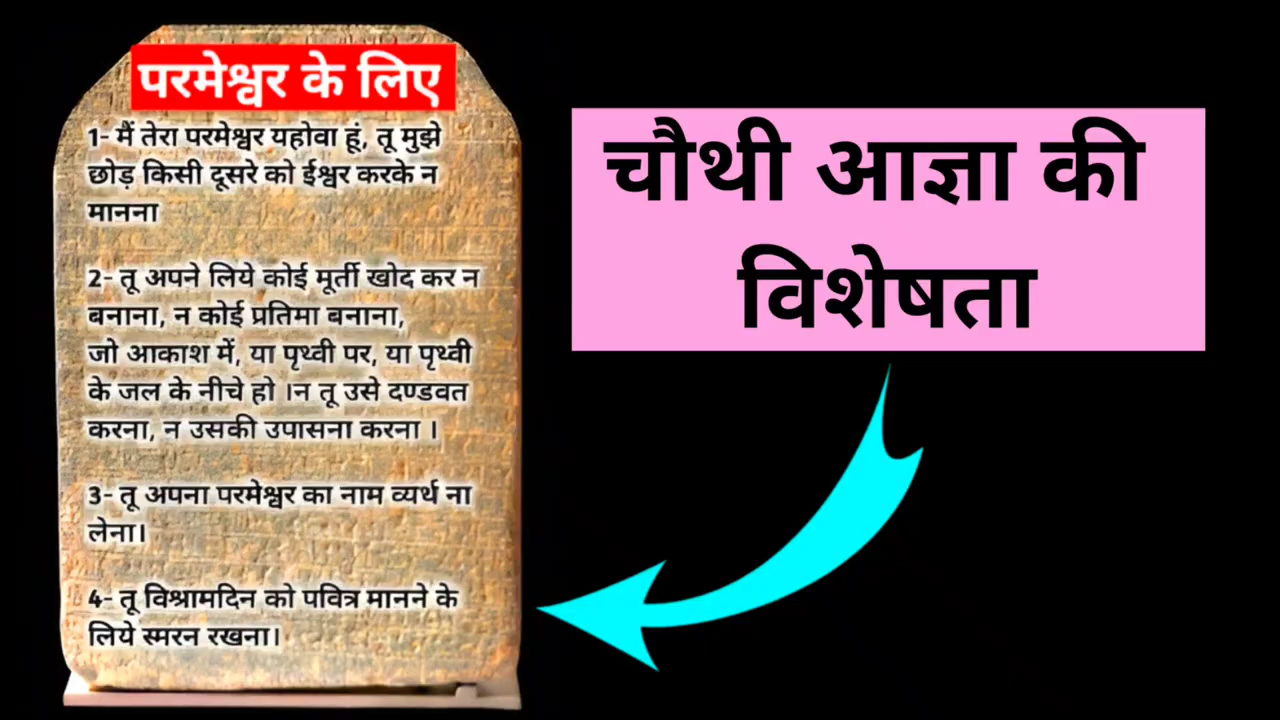 परमेश्वर के लिए
1- मैं तेरा परमेश्वर यहोवा हूं, तू मुझे
छोड़ किसी दूसरे को ईश्वर करके न
मानना
2- तू अपने लिये कोई मूर्ती खोद कर न
बनाना, न कोई प्रतिमा बनाना,
जो आकाश में, या पृथ्वी पर, या पृथ्वी
के जल के नीचे हो ।न तू उसे दण्डवत
करना, न उसकी उपासना करना ।
3- तू अपना परमेश्वर का नाम व्यर्थ ना
लेना।
4- तू विश्रामदिन को पवित्र मानने के
लिये स्मरन रखना।
चौथी आज्ञा की
विशेषता